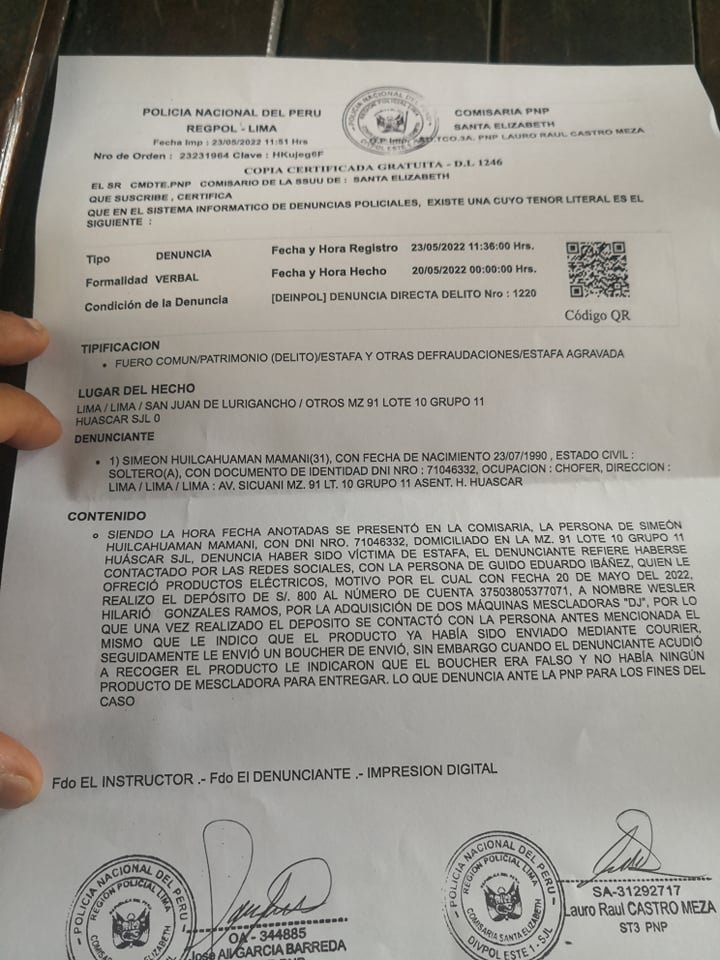 POLICIA NACIONAL DEL PERU
REGPOL - LIMA
Fecha Imp : 23/05/2022 11:51 Hrs
Nro de Orden : 23231964 Clave : HKujeg6F
COMISARIA PNP
SANTA ELIZABETH
TCO.3A. PNP LAURO RAUL CASTRO MEZA
COPIA CERTIFICADA GRATUITA - D.L 1246
EL SR CMDTE.PNP COMISARIO DE LA SSUU DE : SANTA ELIZABETH
QUE SUSCRIBE , CERTIFICA
QUE EN EL SISTEMA INFORMATICO DE DENUNCIAS POLICIALES, EXISTE UNA CUYO TENOR LITERAL ES EL
SIGUIENTE :
Tipo DENUNCIA Fecha y Hora Registro 23/05/2022 11:36:00 Hrs.
Formalidad VERBAL Fecha y Hora Hecho 20/05/2022 00:00:00 Hrs.
Condición de la Denuncia [DEINPOL] DENUNCIA DIRECTA DELITO Nro : 1220
Código QR
TIPIFICACION
• FUERO COMUN/PATRIMONIO (DELITO)/ESTAFA Y OTRAS DEFRAUDACIONES/ESTAFA AGRAVADA
LUGAR DEL HECHO
LIMA / LIMA / SAN JUAN DE LURIGANCHO / OTROS MZ 91 LOTE 10 GRUPO 11
HUASCAR SJL 0
DENUNCIANTE
• 1) SIMEON HUILCAHUAMAN MAMANI(31), CON FECHA DE NACIMIENTO 23/07/1990 , ESTADO CIVIL :
SOLTERO(A), CON DOCUMENTO DE IDENTIDAD DNI NRO : 71046332, OCUPACION : CHOFER, DIRECCION :
LIMA / LIMA / LIMA : AV. SICUANI MZ. 91 LT. 10 GRUPO 11 ASENT. H. HUASCAR
CONTENIDO
o SIENDO LA HORA FECHA ANOTADAS SE PRESENTÓ EN LA COMISARIA, LA PERSONA DE SIMEÓN
HUILCAHUAMAN MAMANI, CON DNI NRO. 71046332, DOMICILIADO EN LA MZ. 91 LOTE 10 GRUPO 11
HUÁSCAR SJL, DENUNCIA HABER SIDO VÍCTIMA DE ESTAFA, EL DENUNCIANTE REFIERE HABERSE
CONTACTADO POR LAS REDES SOCIALES, CON LA PERSONA DE GUIDO EDUARDO IBÁÑEZ, QUIEN LE
OFRECIÓ PRODUCTOS ELÉCTRICOS, MOTIVO POR EL CUAL CON FECHA 20 DE MAYO DEL 2022,
REALIZO EL DEPÓSITO DE S/. 800 AL NÚMERO DE CUENTA 37503805377071, A NOMBRE WESLER
HILARIÓ GONZALES RAMOS, POR LA ADQUISICIÓN DE DOS MÁQUINAS MESCLADORAS "DJ", POR LO
QUE UNA VEZ REALIZADO EL DEPOSITO SE CONTACTÓ CON LA PERSONA ANTES MENCIONADA EL
MISMO QUE LE INDICO QUE EL PRODUCTO YA HABÍA SIDO ENVIADO MEDIANTE COURIER,
SEGUIDAMENTE LE ENVIÓ UN BOUCHER DE ENVIÓ, SIN EMBARGO CUANDO EL DENUNCIANTE ACUDIÓ
A RECOGER EL PRODUCTO LE INDICARON QUE EL BOUCHER ERA FALSO Y NO HABÍA NINGÚN
PRODUCTO DE MESCLADORA PARA ENTREGAR. LO QUE DENUNCIA ANTE LA PNP PARA LOS FINES DEL
CASO
Fdo EL INSTRUCTOR .- Fdo El DENUNCIANTE .- IMPRESION DIGITAL
POLICIA NACIONAL DEL PERU
REGIÓN POLICIAL LIMA
COMISARIA SANTA ELIZABETH
OA - 344885
José GARCIA BARREDA
POLICIA NACIONAL DEL PERU
REGIÓN POLICIAL LIMA
COMISARIA SANTA ELIZABETH
DIVPOL ESTE 1 - SJL
SA-31292717
Lauro Raul CASTRO MEZA
ST3 PNP